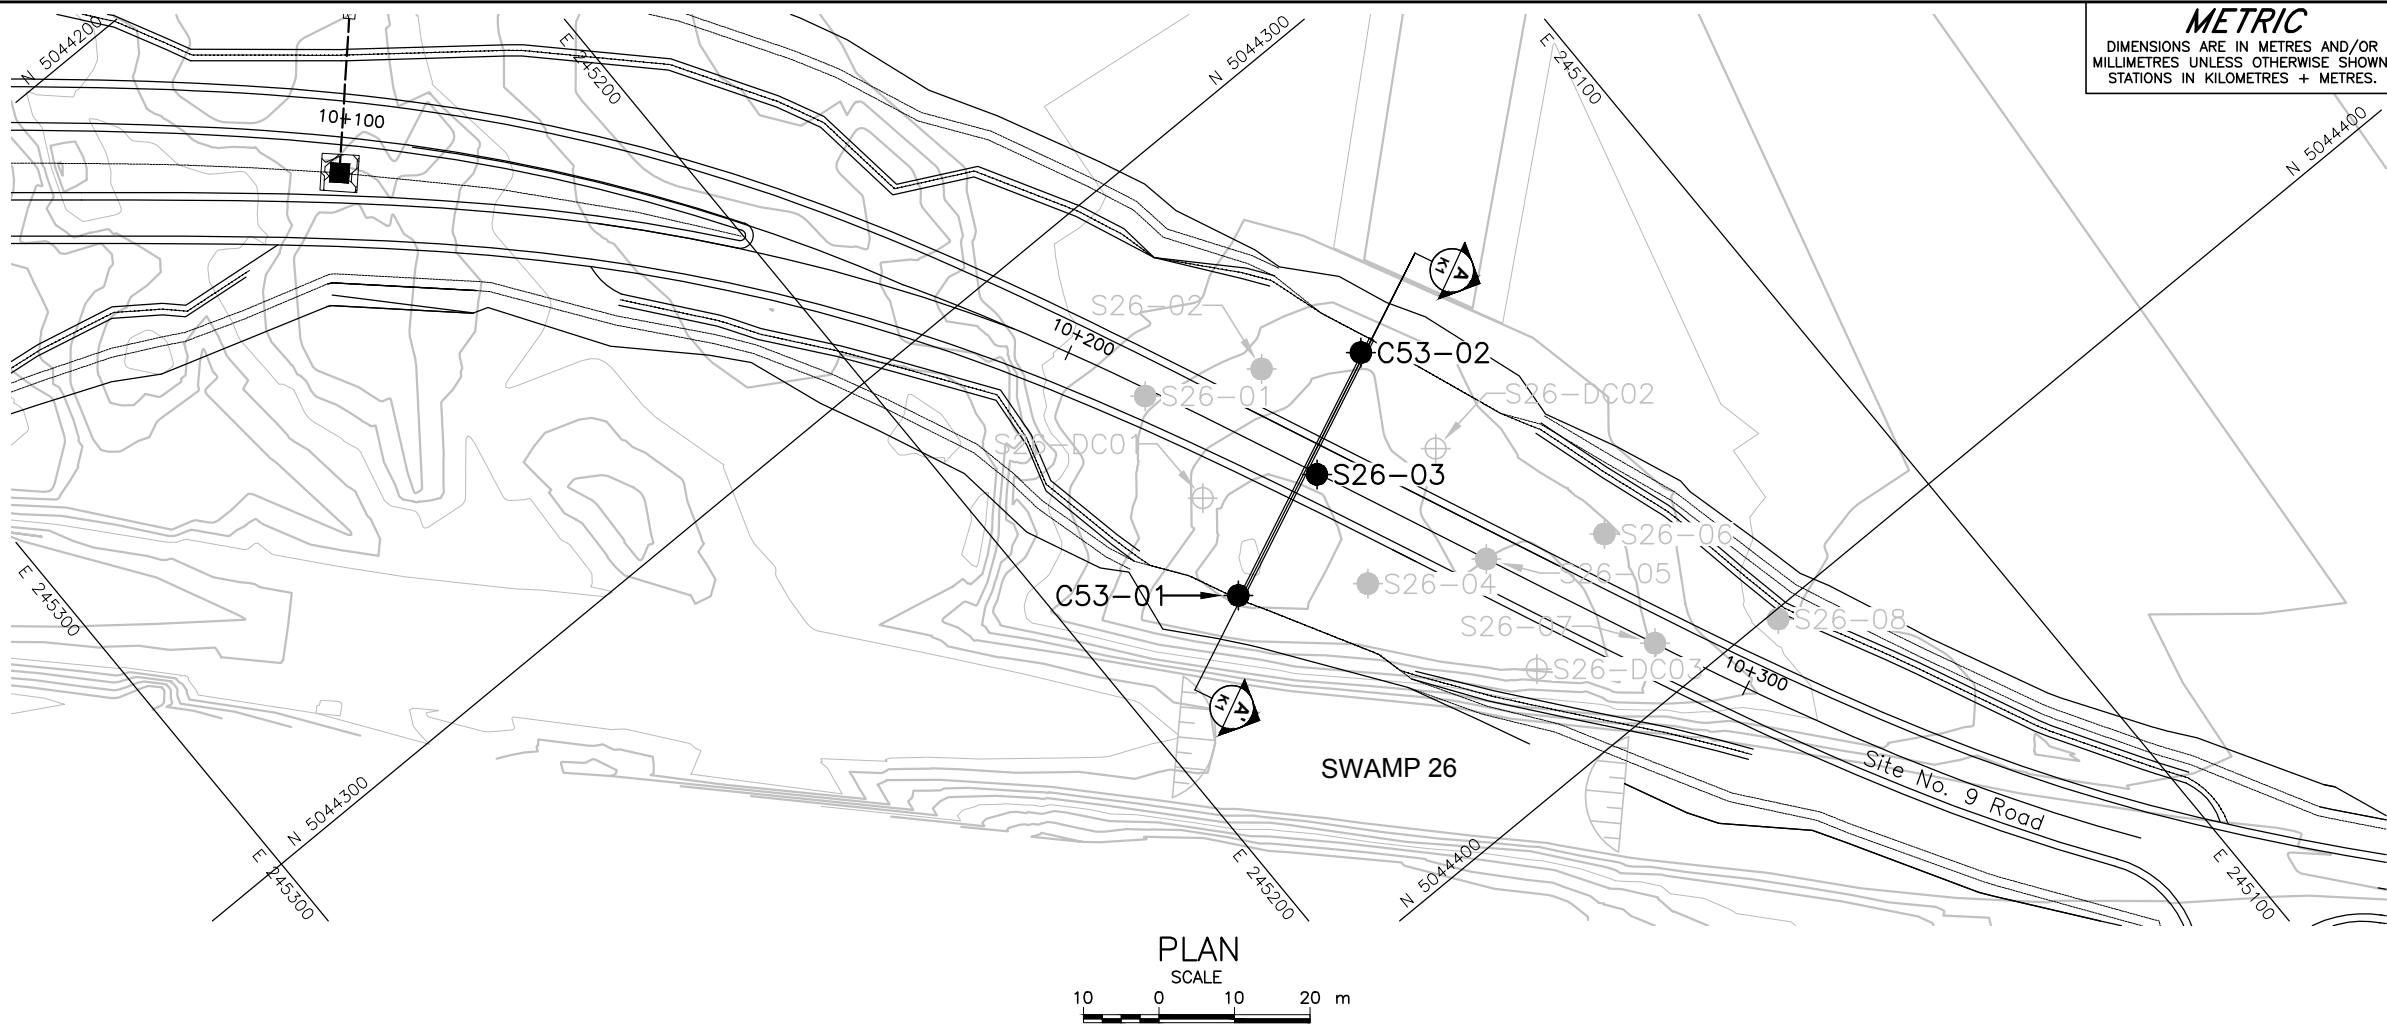 METRIC
DIMENSIONS ARE IN METRES AND/OR
MILLIMETRES UNLESS OTHERWISE SHOWN
STATIONS IN KILOMETRES + METRES.
N 5044200
E 245200
N 5044300
E 245100
N 5044400
10+100
A
K1
S26-02
10+200
C53-02
S26-01
S26-DC02
S26-DC01
S26-03
S26-06
S26-05
S26-04
C53-01
E 245300
S26-07
S26-08
S26-DC03
10+300
A'
K1
SWAMP 26
Site No. 9 Road
N 5044300
E 245300
E 245200
N 5044400
E 245100
PLAN
SCALE
10 0 10 20 m